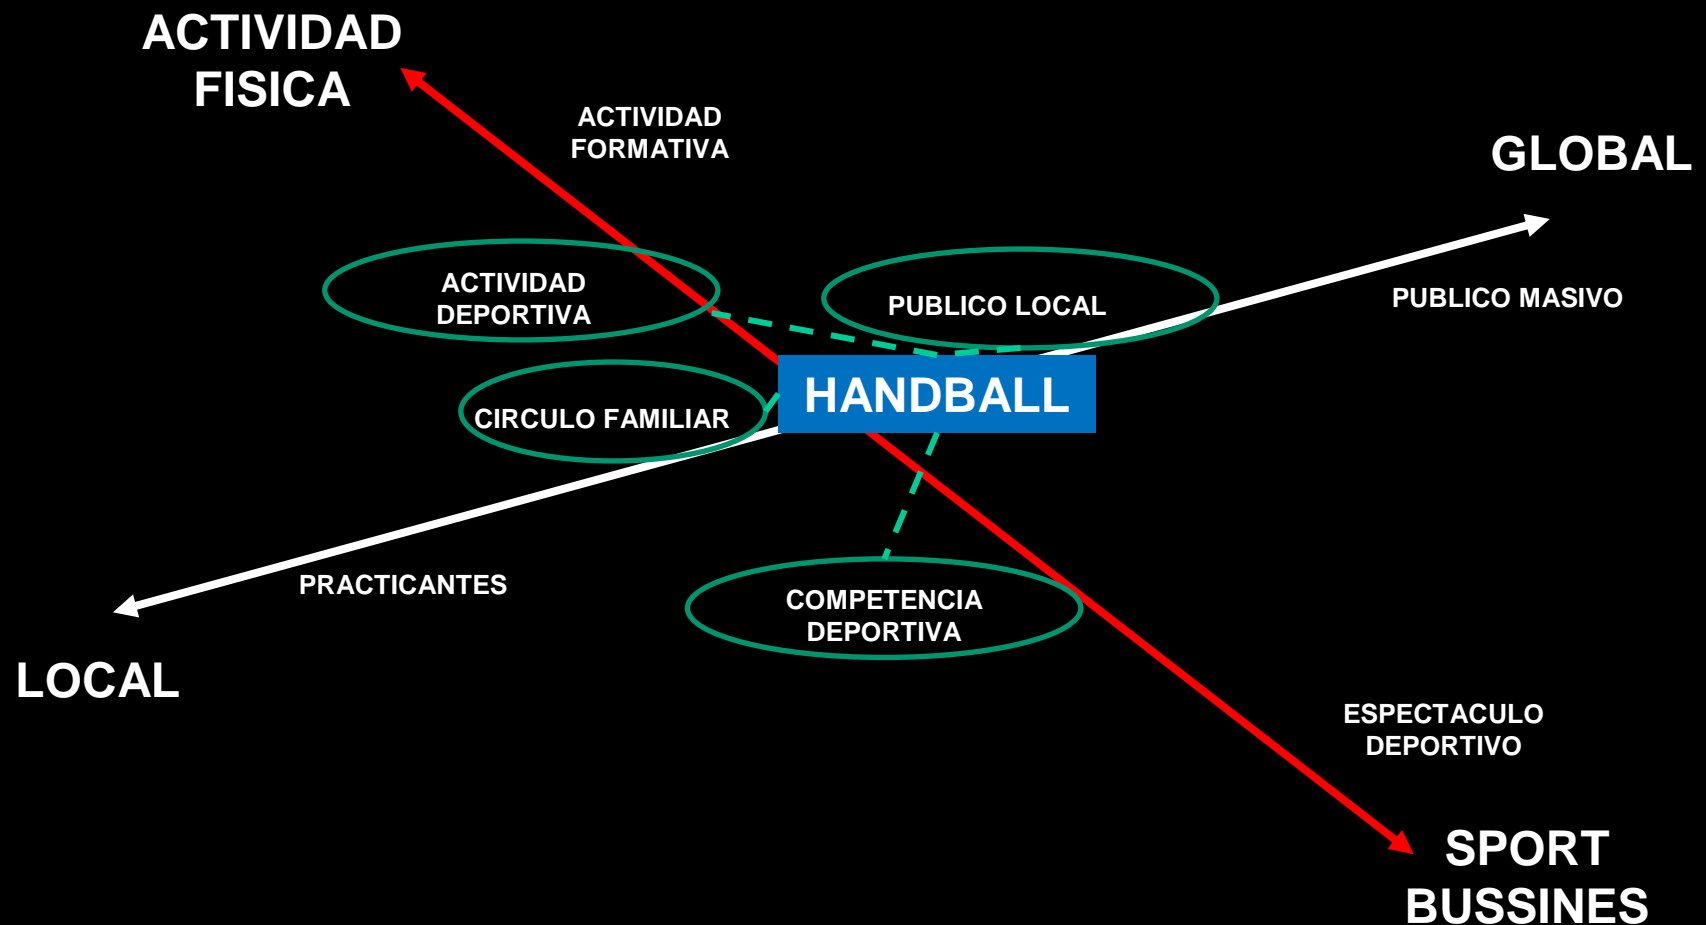 ACTIVIDAD
FISICA
ACTIVIDAD
FORMATIVA
GLOBAL
ACTIVIDAD
DEPORTIVA
PUBLICO LOCAL
PUBLICO MASIVO
HANDBALL
CIRCULO FAMILIAR
PRACTICANTES
COMPETENCIA
DEPORTIVA
LOCAL
ESPECTACULO
DEPORTIVO
SPORT
BUSSINES